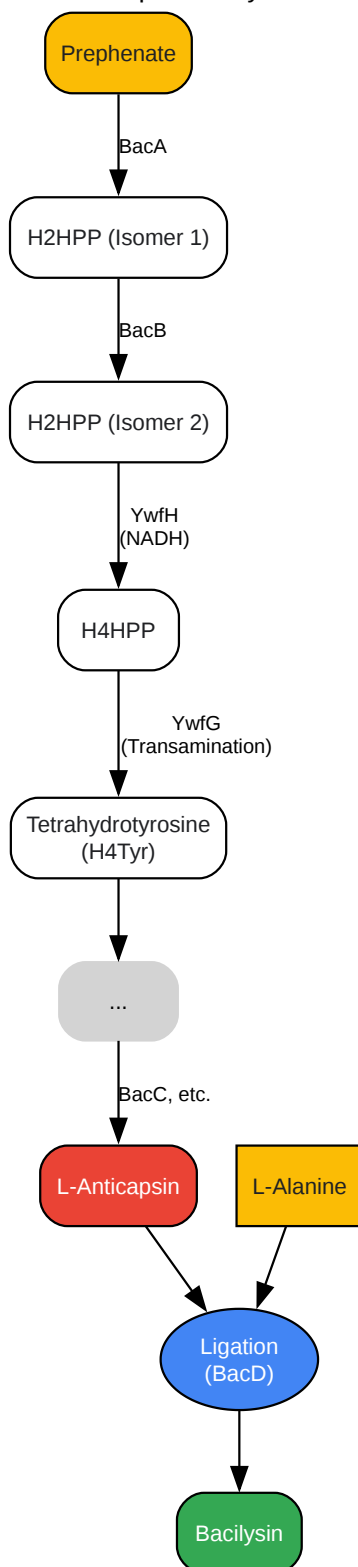 Prephenate
BacA
H2HPP (Isomer 1)
BacB
H2HPP (Isomer 2)
YwfH
(NADH)
H4HPP
YwfG
(Transamination)
Tetrahydrotyrosine
(H4Tyr)
...
BacC, etc.
L-Anticapsin
L-Alanine
Ligation
(BacD)
Bacilysin